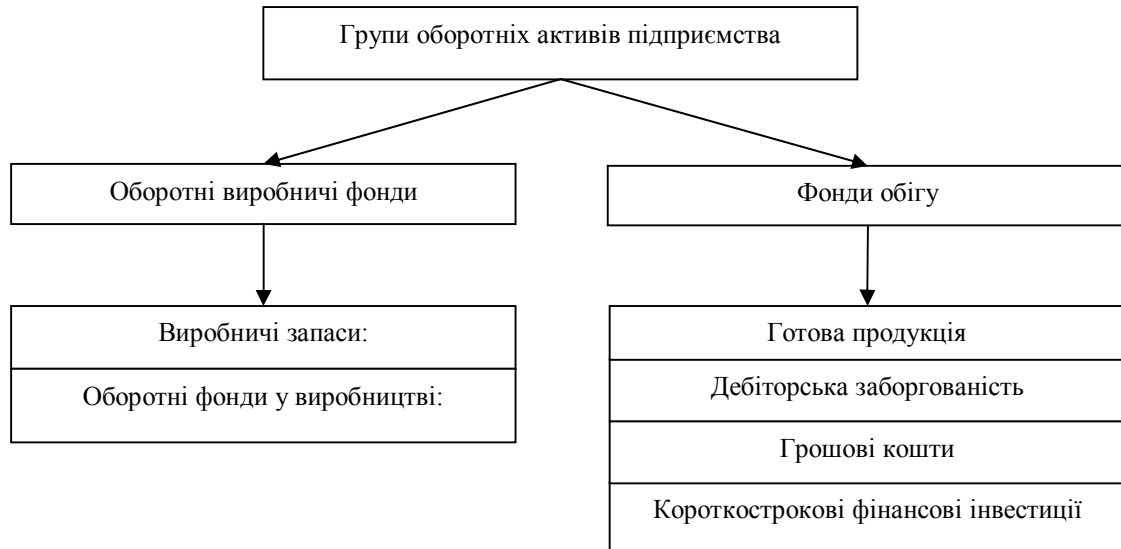 Групи оборотніх активів підприємства
Оборотні виробничі фонди
Фонди обігу
Виробничі запаси:
Оборотні фонди у виробництві:
Готова продукція
Дебіторська заборгованість
Грошові кошти
Короткострокові фінансові інвестиції